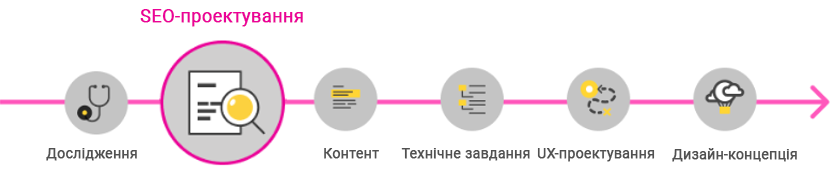 SEO-проектування
Дослідження
Контент
Технічне завдання
UX-проектування
Дизайн-концепція